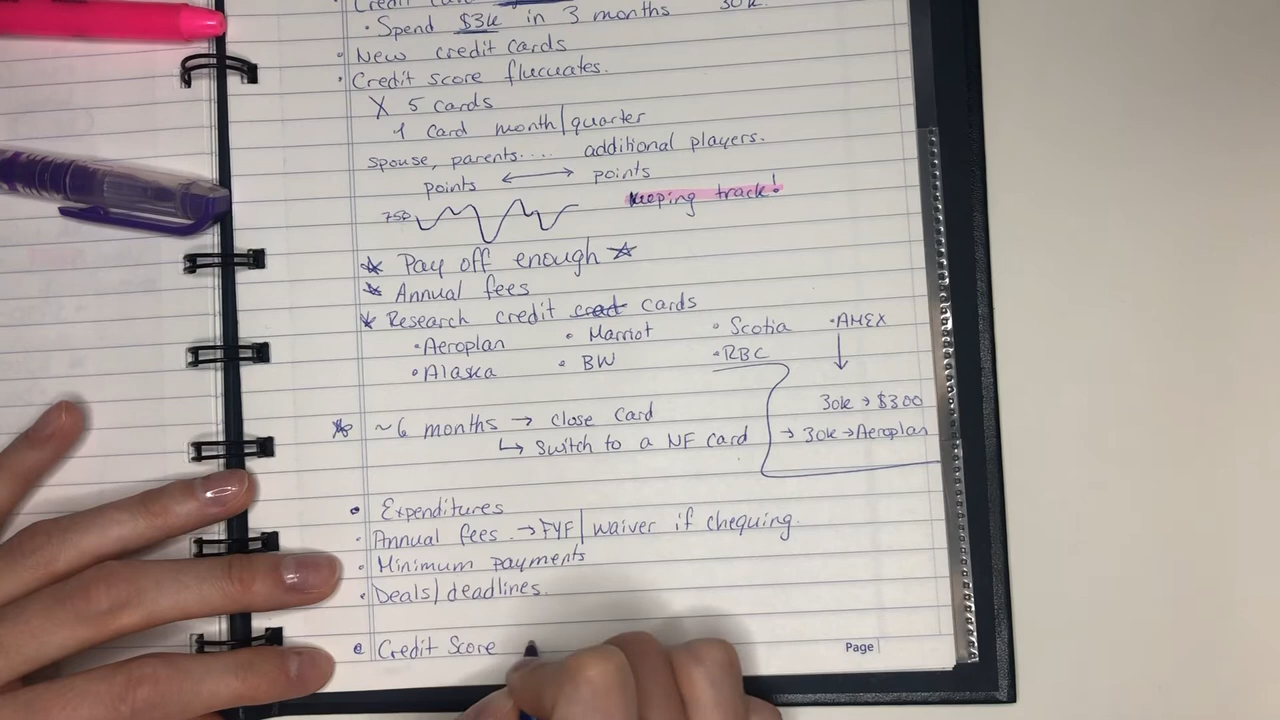 • Spend $3k in 3 months 30k.
• New credit cards
• Credit score flucuates.
X 5 cards
1 card month/quarter
spouse, parents.... additional players.
points ↔ points
keeping track!
750
★ Pay off enough ★
★ Annual fees
★ Research credit cards
• Aeroplan • Marriot • Scotia • AMEX
• Alaska • BW • RBC
30k → $300
★ ~6 months → close card
→ 30k → Aeroplan
↳ Switch to a NF card
• Expenditures
• Annual fees. → FYF/waiver if chequing.
• Minimum payments
• Deals/deadlines.
• Credit Score
Page